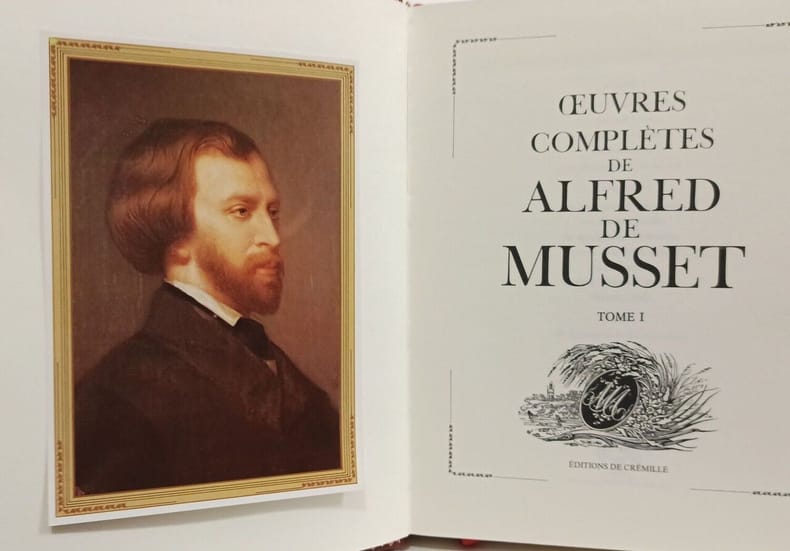 ŒUVRES
COMPLÈTES
DE
ALFRED
DE
MUSSET
TOME I
ÉDITIONS DE CRÉMILLE